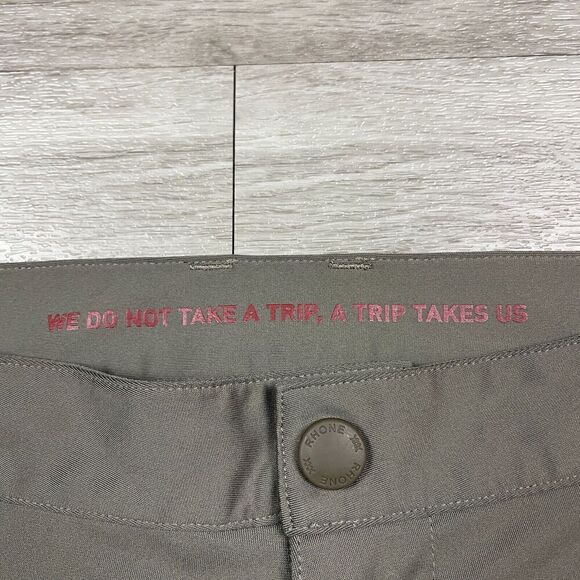 WE DO NOT TAKE A TRIP, A TRIP TAKES US
RHONE
RHONE